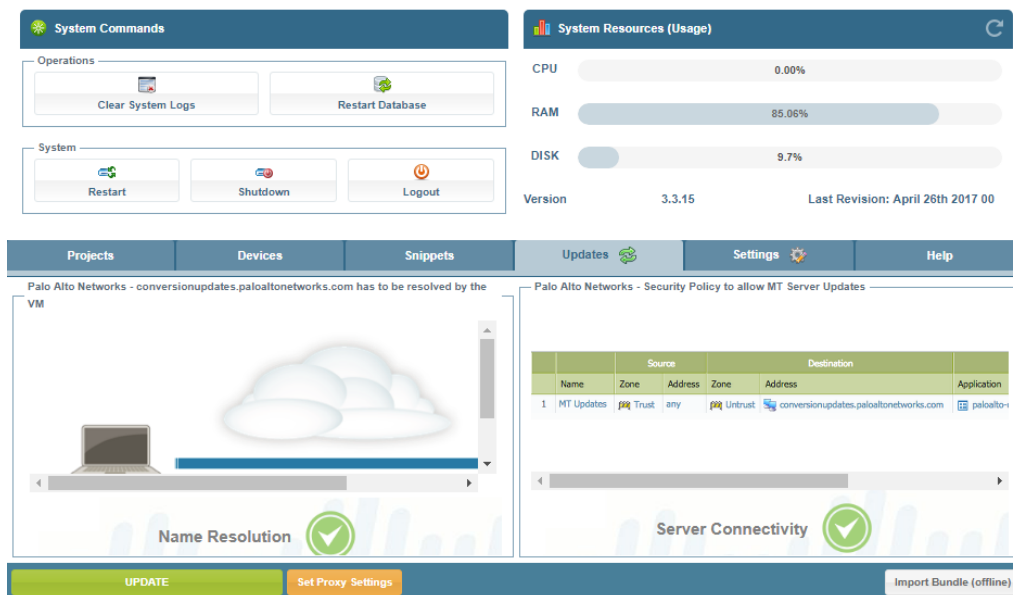 System Commands
Operations
Clear System Logs
Restart Database
System
Restart
Shutdown
Logout
System Resources (Usage)
CPU
0.00%
RAM
85.06%
DISK
9.7%
Version 3.3.15 Last Revision: April 26th 2017 00
Projects Devices Snippets Updates Settings Help
Palo Alto Networks - conversionupdates.paloaltonetworks.com has to be resolved by the
VM
Name Resolution
Palo Alto Networks - Security Policy to allow MT Server Updates
Source Destination
Name Zone Address Zone Address Application
1 MT Updates Trust any Untrust conversionupdates.paloaltonetworks.com paloalto-
Server Connectivity
UPDATE Set Proxy Settings Import Bundle (offline)